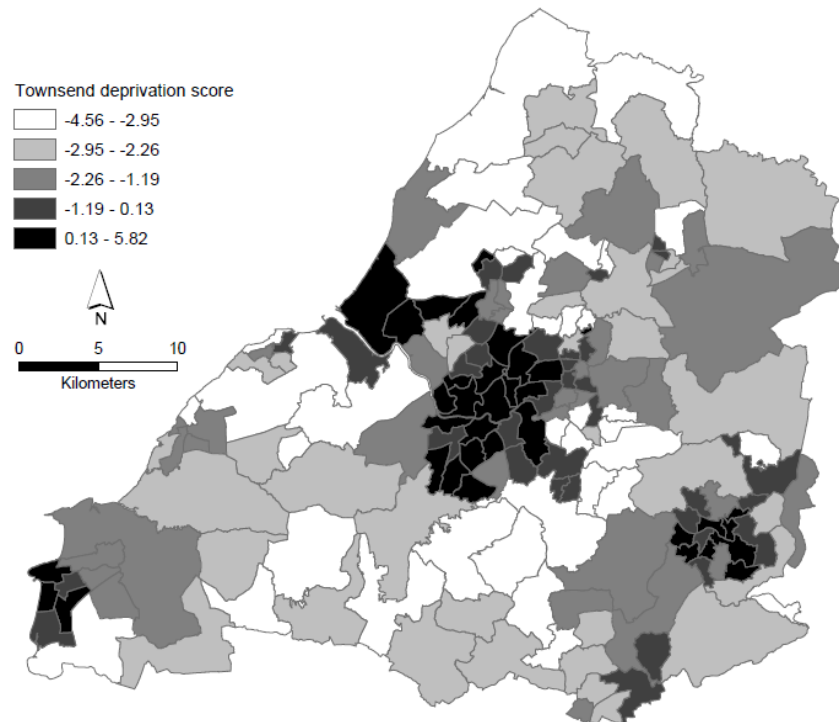 Townsend deprivation score
-4.56 - -2.95
-2.95 - -2.26
-2.26 - -1.19
-1.19 - 0.13
0.13 - 5.82
N
0 5 10
Kilometers